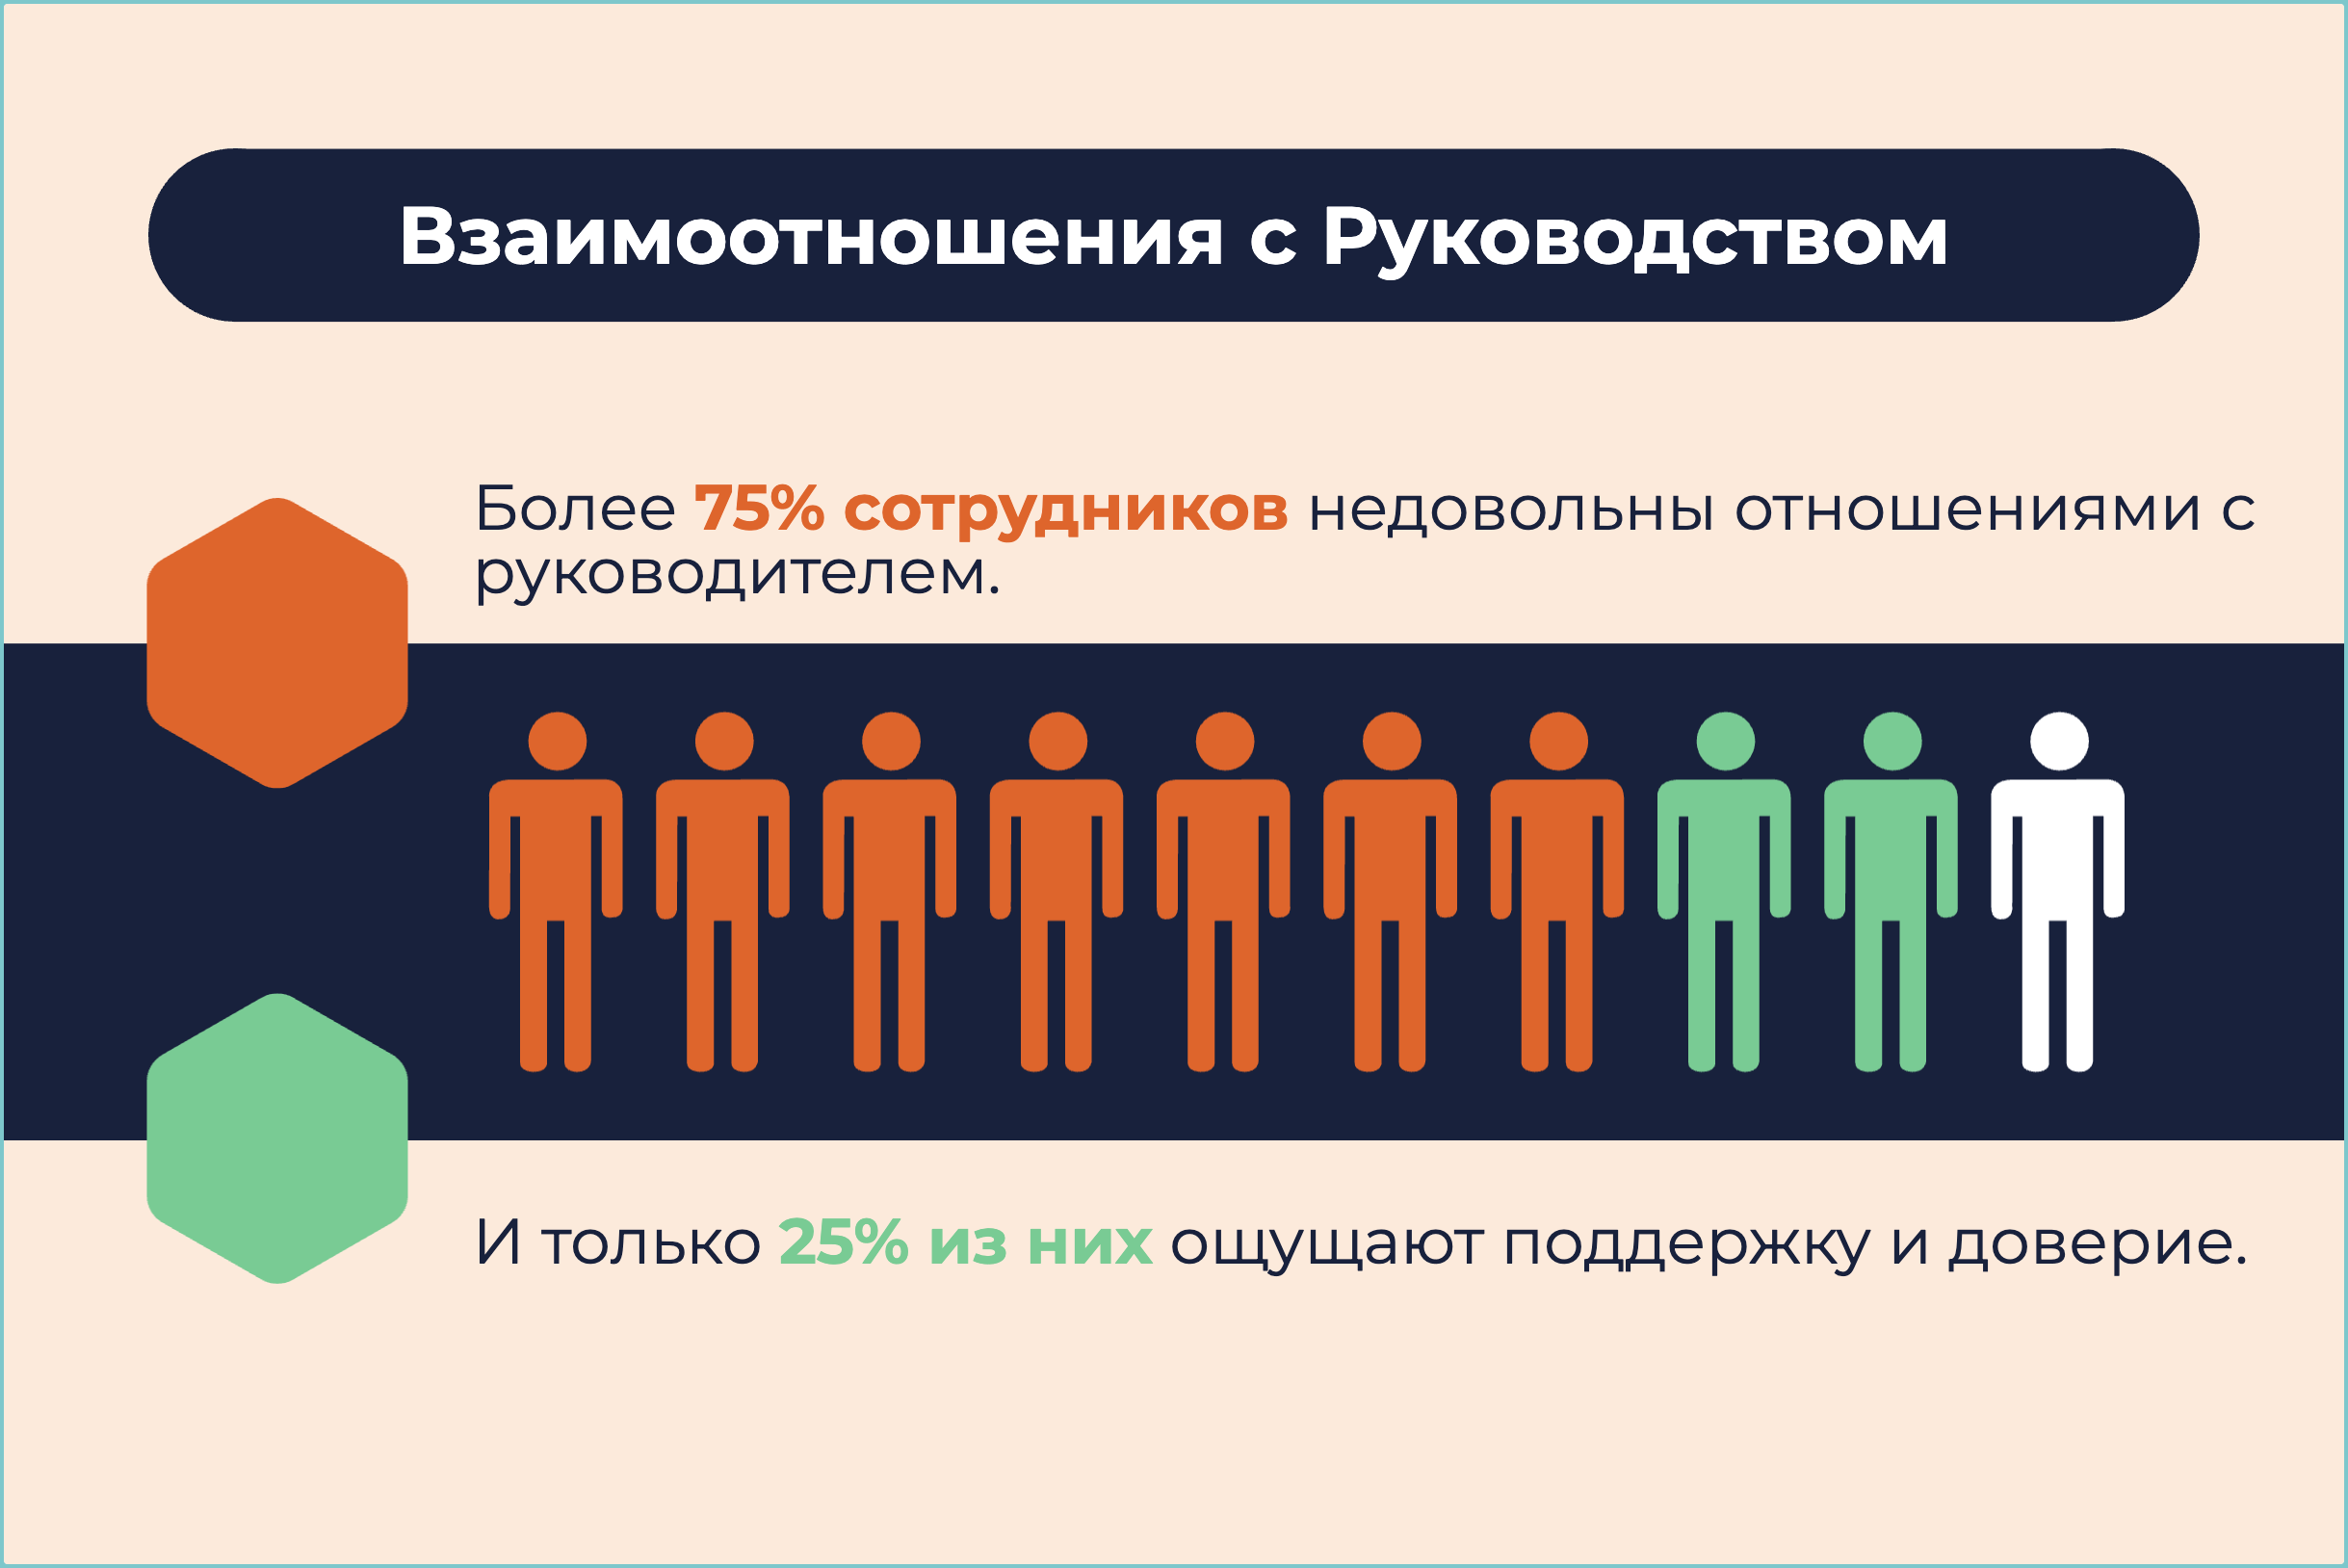 Взаимоотношения с Руководством
Более 75% сотрудников недовольны отношениями с
руководителем.
И только 25% из них ощущают поддержку и доверие.